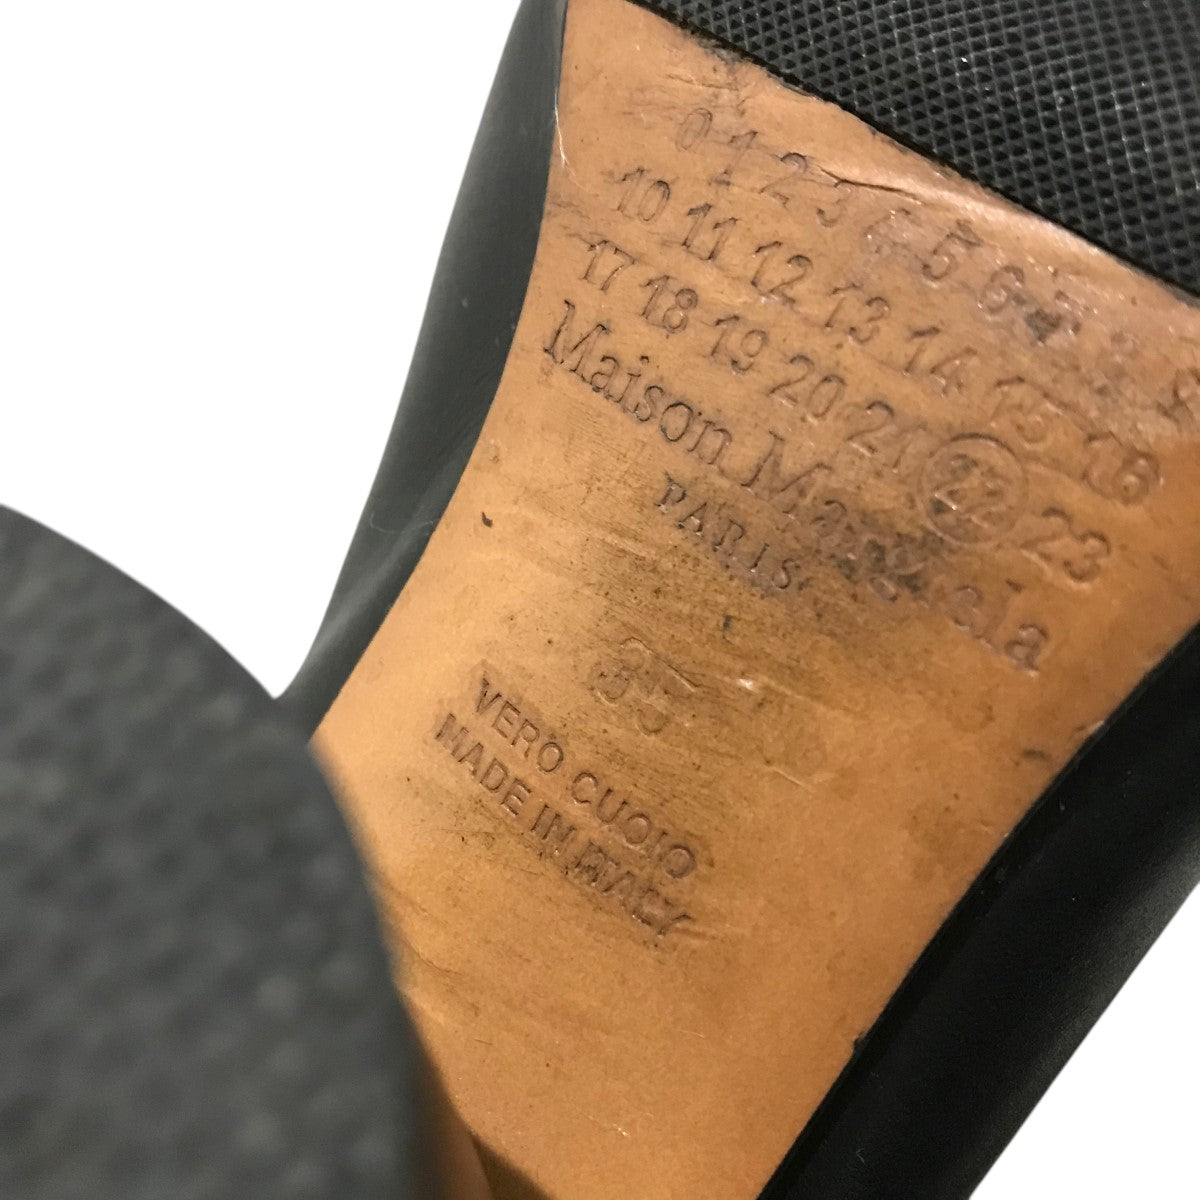 0 1 2 3 4 5 6 7 8 9
10 11 12 13 14 15 16
17 18 19 20 21 22 23
Maison Margiela
PARIS
35
VERO CUOIO
MADE IN ITALY